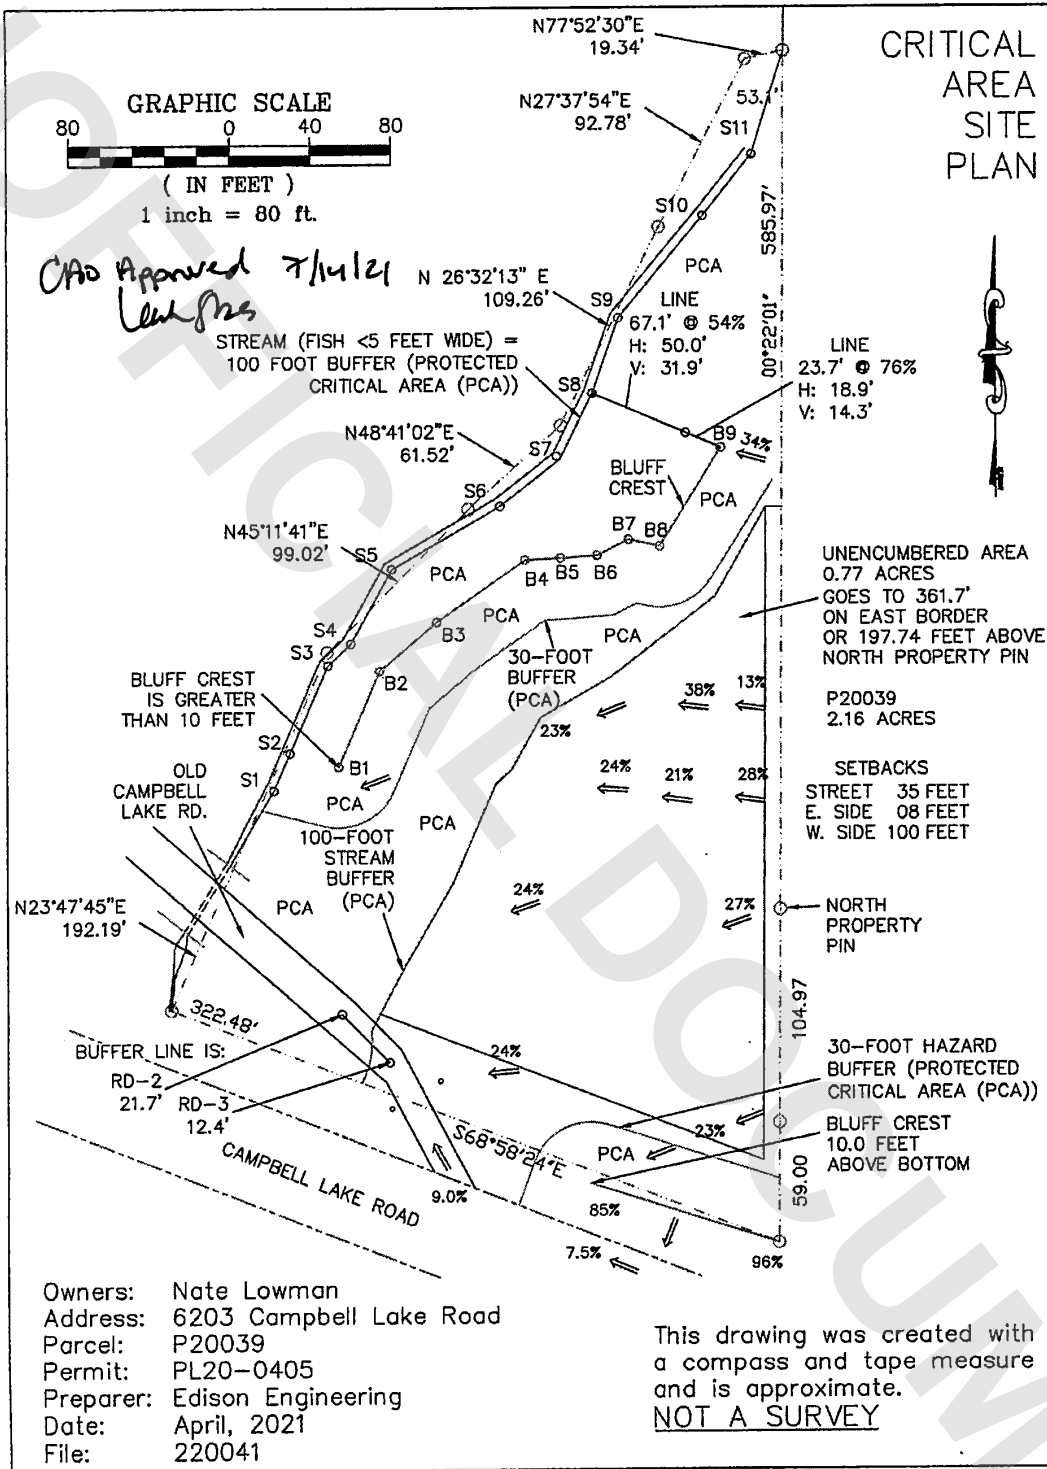 CRITICAL
AREA
SITE
PLAN
N77°52'30"E
19.34'
53.1'
N27°37'54"E
92.78'
GRAPHIC SCALE
80 0 40 80
( IN FEET )
1 inch = 80 ft.
CAO Approved 7/14/21
S11
S10
585.97'
00°22'01"
PCA
N 26°32'13" E
109.26'
S9
LINE
67.1' @ 54%
H: 50.0'
V: 31.9'
STREAM (FISH <5 FEET WIDE) =
100 FOOT BUFFER (PROTECTED
CRITICAL AREA (PCA))
S8
LINE
23.7' @ 76%
H: 18.9'
V: 14.3'
N48°41'02"E
61.52'
S7
B9
34%
BLUFF
CREST
PCA
S6
N45°11'41"E
99.02'
S5
B7
B8
PCA
B4
B5
B6
UNENCUMBERED AREA
0.77 ACRES
GOES TO 361.7'
ON EAST BORDER
OR 197.74 FEET ABOVE
NORTH PROPERTY PIN
S4
S3
PCA
B3
PCA
30-FOOT
BUFFER
(PCA)
BLUFF CREST
IS GREATER
THAN 10 FEET
B2
38%
13%
P20039
2.16 ACRES
23%
S2
S1
B1
OLD
CAMPBELL
LAKE RD.
24%
21%
28%
SETBACKS
STREET 35 FEET
E. SIDE 08 FEET
W. SIDE 100 FEET
PCA
PCA
100-FOOT
STREAM
BUFFER
(PCA)
N23°47'45"E
192.19'
PCA
24%
27%
NORTH
PROPERTY
PIN
322.48'
104.97
BUFFER LINE IS:
RD-2
21.7'
RD-3
12.4'
24%
30-FOOT HAZARD
BUFFER (PROTECTED
CRITICAL AREA (PCA))
23%
BLUFF CREST
10.0 FEET
ABOVE BOTTOM
S68°58'24"E
PCA
59.00
CAMPBELL LAKE ROAD
9.0%
85%
7.5%
96%
Owners: Nate Lowman
Address: 6203 Campbell Lake Road
Parcel: P20039
Permit: PL20-0405
Preparer: Edison Engineering
Date: April, 2021
File: 220041
This drawing was created with
a compass and tape measure
and is approximate.
NOT A SURVEY